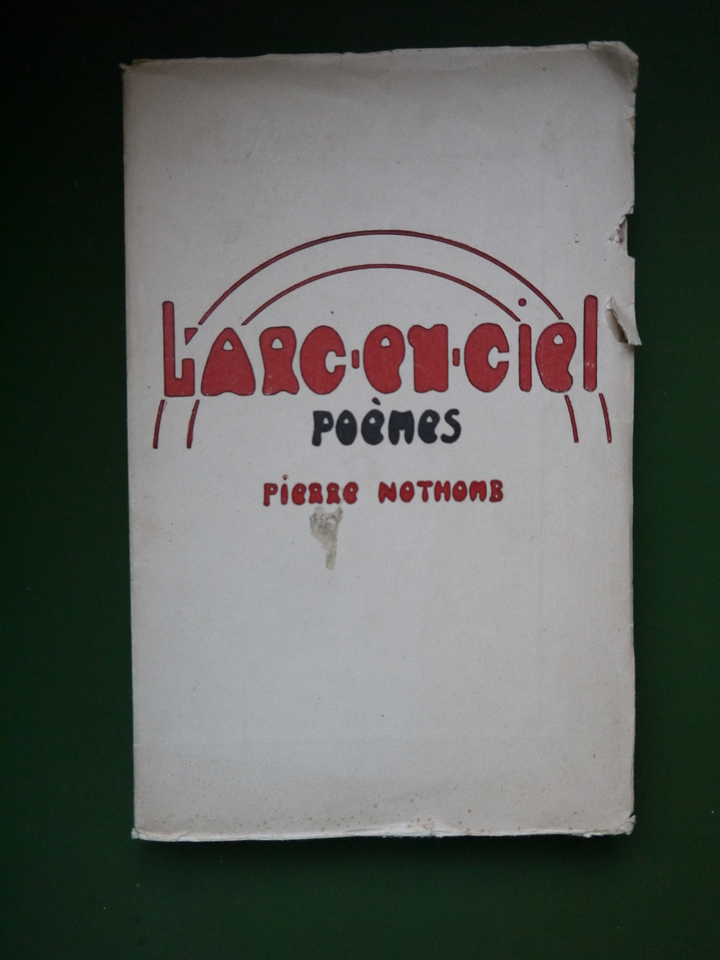 L'arc-en-ciel
poèmes
Pierre Nothomb